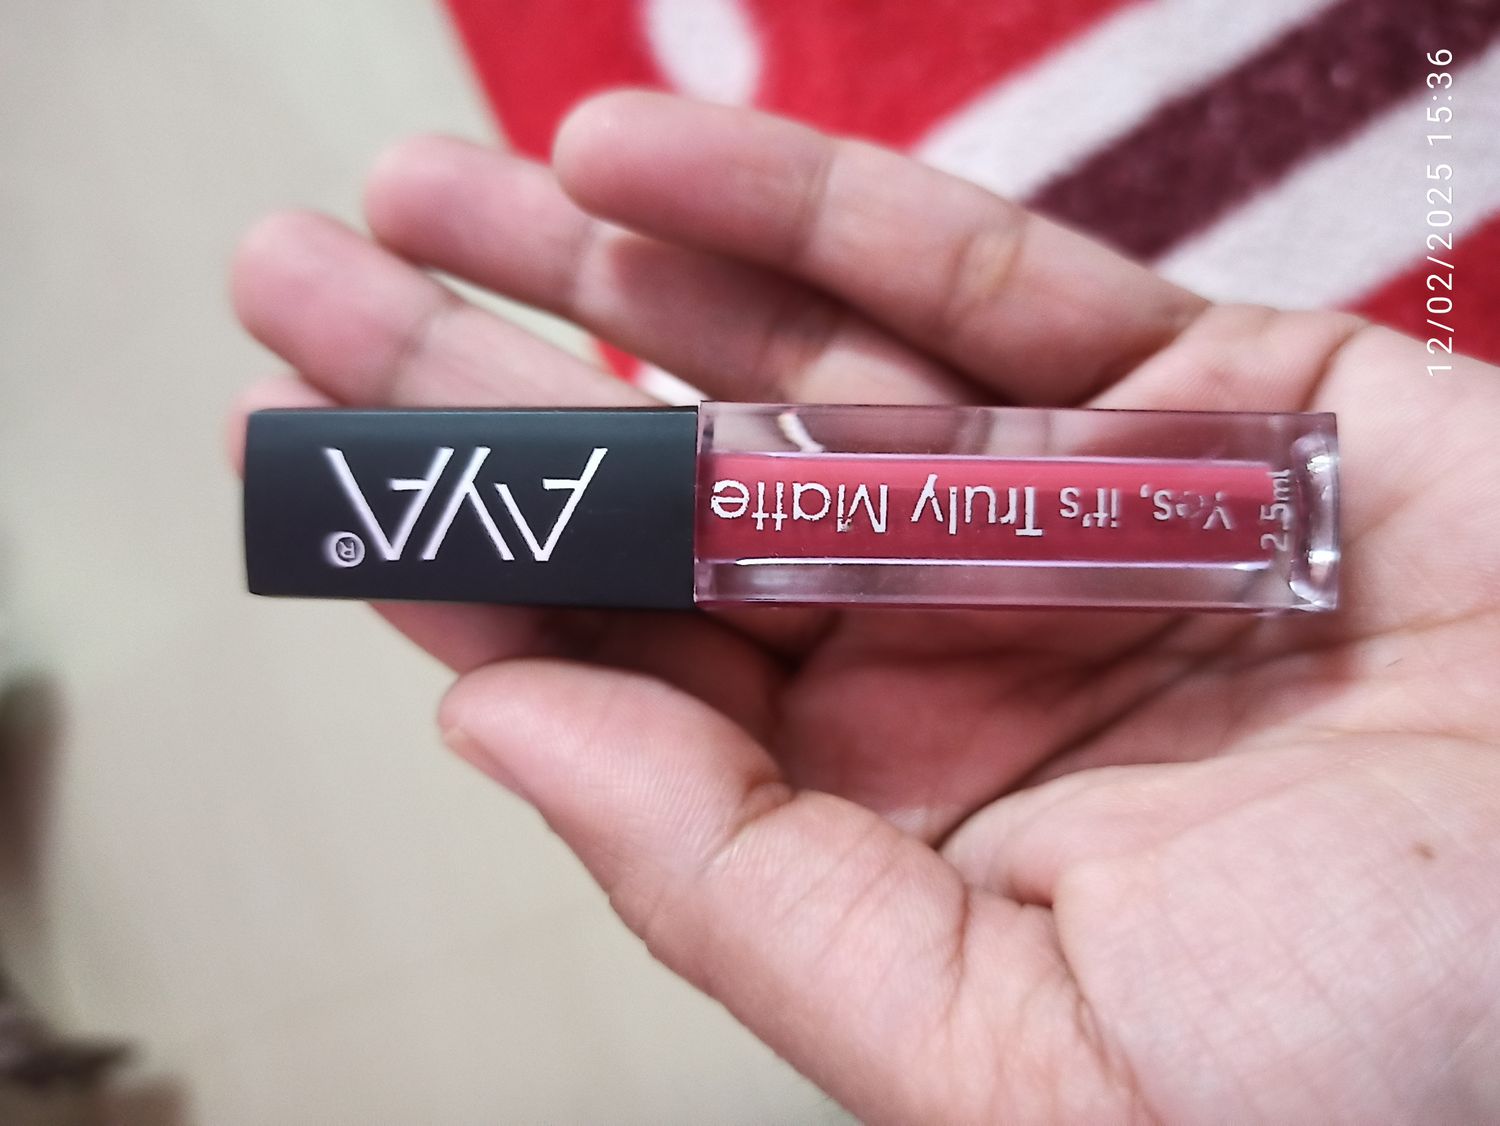 AYA®
Yes, it's Truly Matte
2.5ml
12/02/2025 15:36